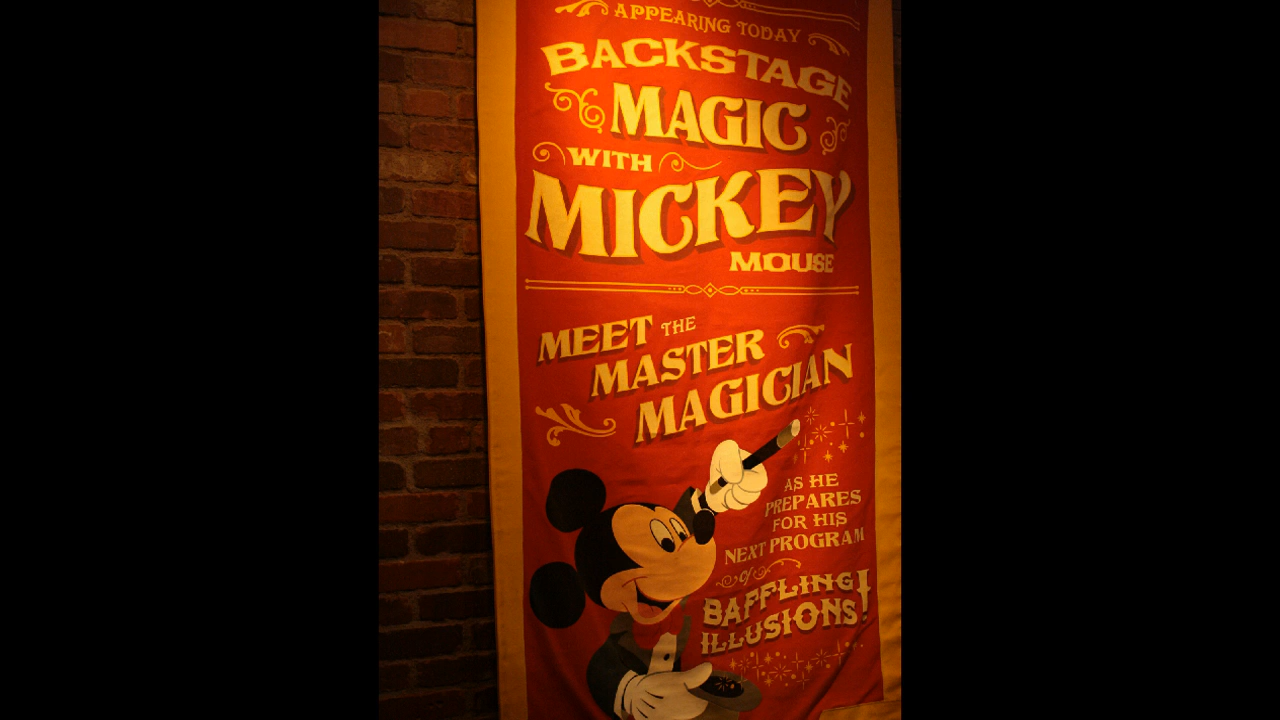 APPEARING TODAY
BACKSTAGE
MAGIC
WITH
MICKEY
MOUSE
MEET THE
MASTER
MAGICIAN
AS HE
PREPARES
FOR HIS
NEXT PROGRAM
of
BAFFLING
ILLUSIONS!